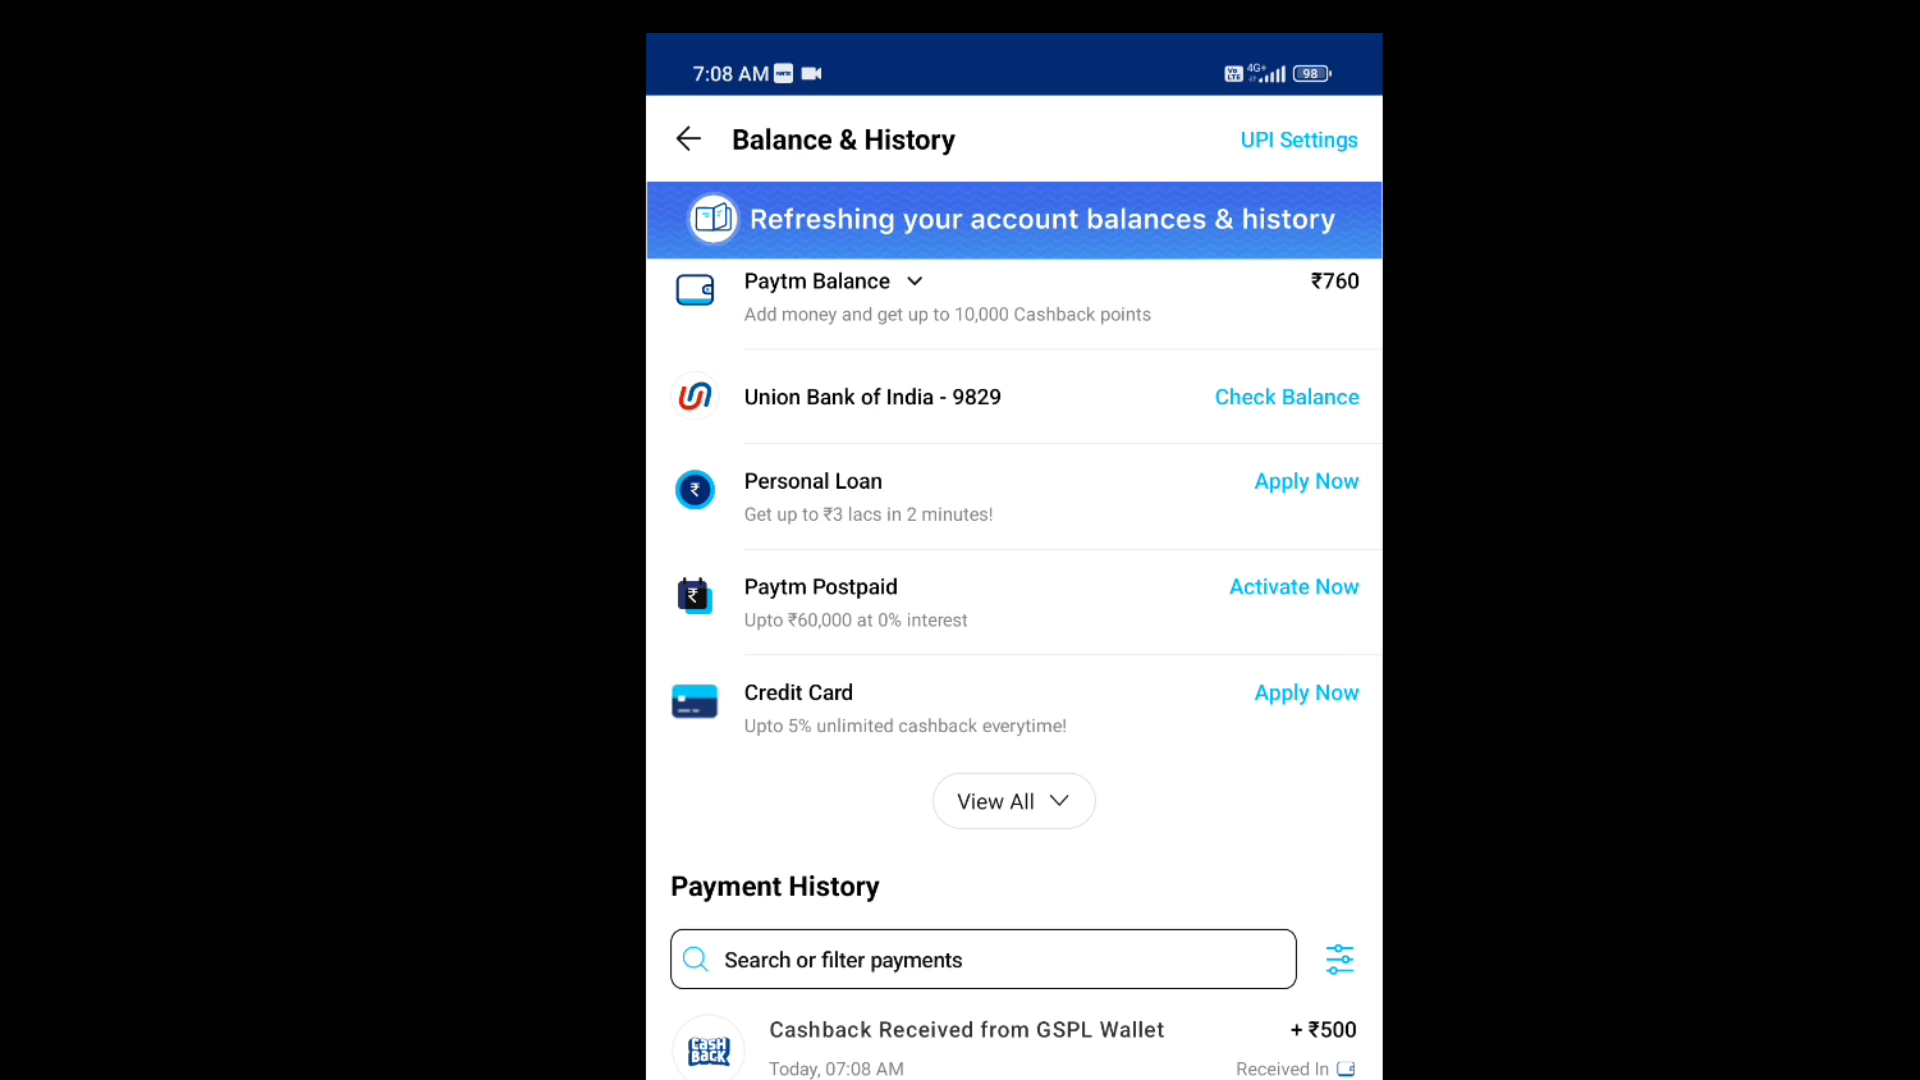 7:08 AM
Vo LTE 4G+ 98
Balance & History UPI Settings
Refreshing your account balances & history
Paytm Balance ₹760
Add money and get up to 10,000 Cashback points
Union Bank of India - 9829 Check Balance
Personal Loan Apply Now
Get up to ₹3 lacs in 2 minutes!
Paytm Postpaid Activate Now
Upto ₹60,000 at 0% interest
Credit Card Apply Now
Upto 5% unlimited cashback everytime!
View All
Payment History
Search or filter payments
CASH BACK
Cashback Received from GSPL Wallet + ₹500
Today, 07:08 AM Received In